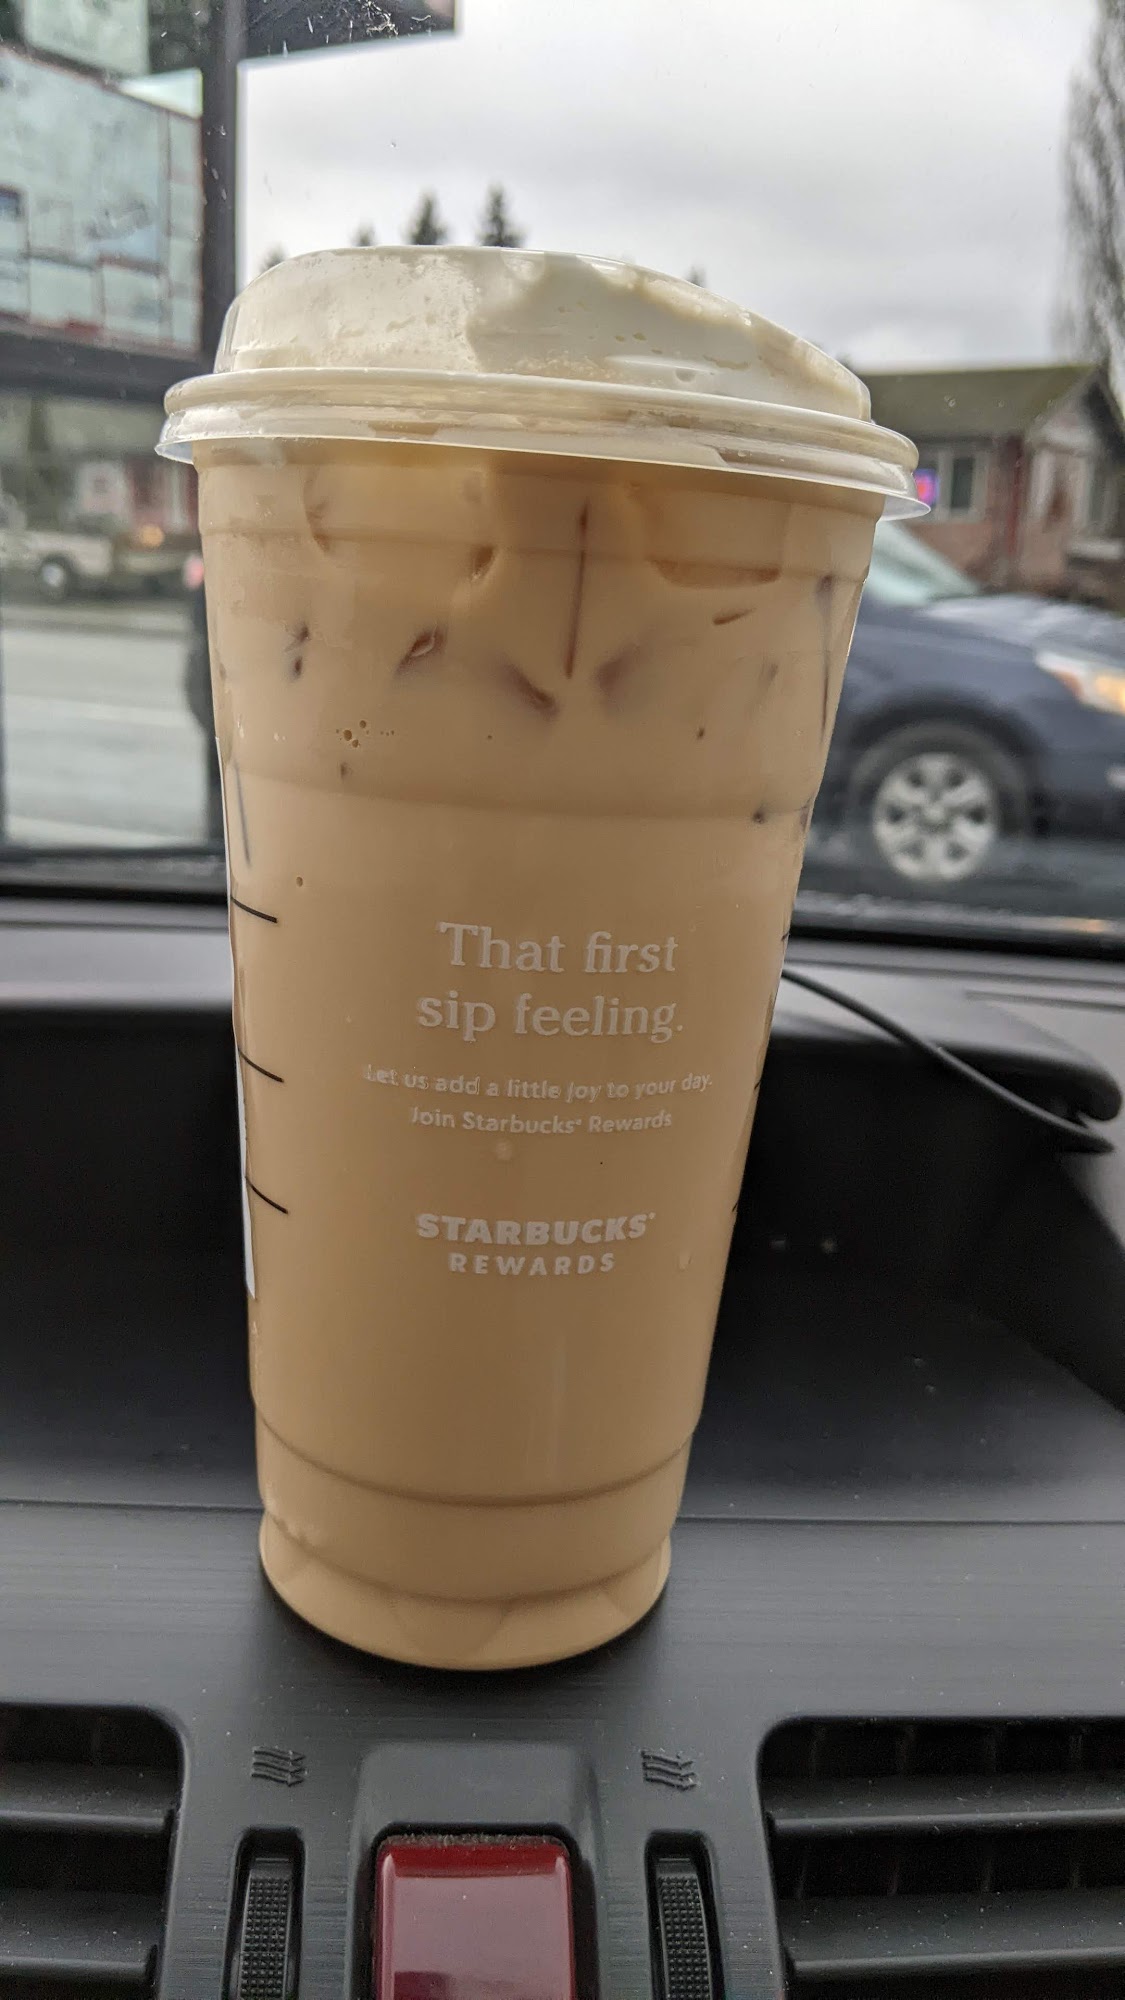 That first
sip feeling.
Let us add a little joy to your day.
Join Starbucks® Rewards
STARBUCKS®
REWARDS